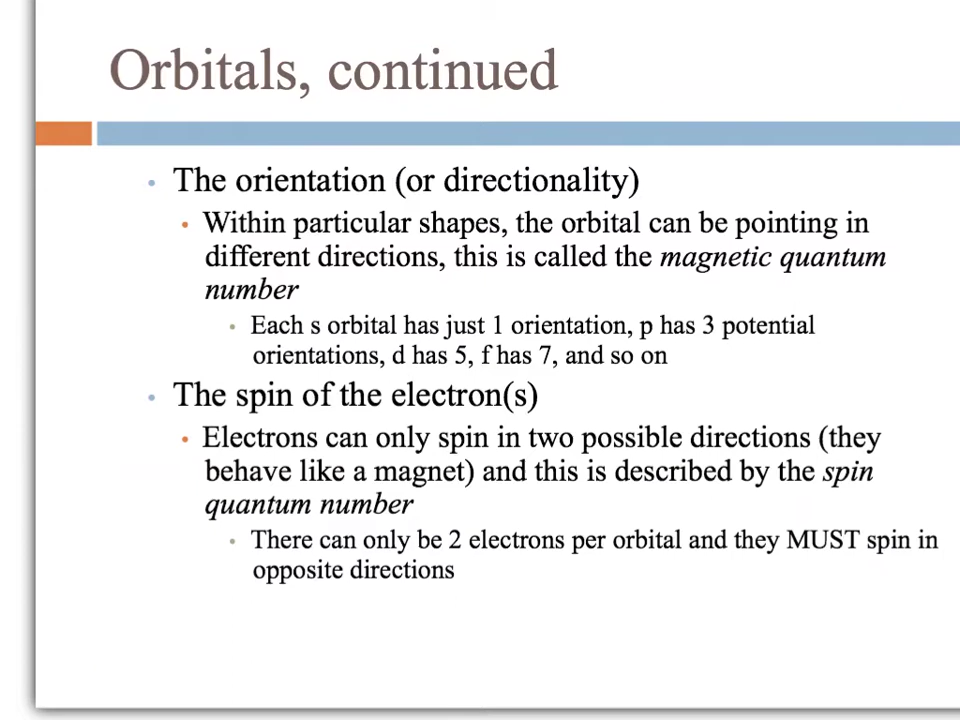 Orbitals, continued
• The orientation (or directionality)
• Within particular shapes, the orbital can be pointing in
different directions, this is called the magnetic quantum
number
• Each s orbital has just 1 orientation, p has 3 potential
orientations, d has 5, f has 7, and so on
• The spin of the electron(s)
• Electrons can only spin in two possible directions (they
behave like a magnet) and this is described by the spin
quantum number
• There can only be 2 electrons per orbital and they MUST spin in
opposite directions